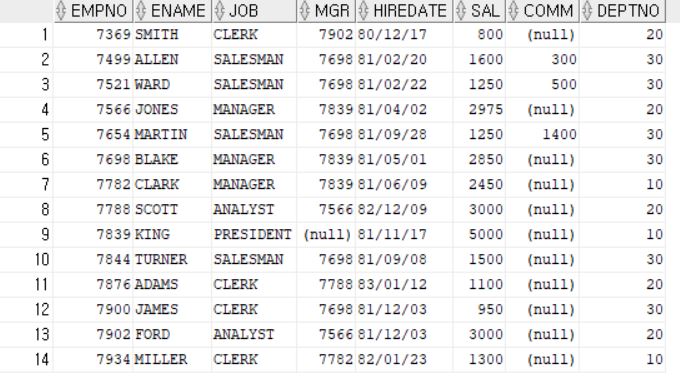 EMPNO ENAME JOB MGR HIREDATE SAL COMM DEPTNO
1 7369 SMITH CLERK 7902 80/12/17 800 (null) 20
2 7499 ALLEN SALESMAN 7698 81/02/20 1600 300 30
3 7521 WARD SALESMAN 7698 81/02/22 1250 500 30
4 7566 JONES MANAGER 7839 81/04/02 2975 (null) 20
5 7654 MARTIN SALESMAN 7698 81/09/28 1250 1400 30
6 7698 BLAKE MANAGER 7839 81/05/01 2850 (null) 30
7 7782 CLARK MANAGER 7839 81/06/09 2450 (null) 10
8 7788 SCOTT ANALYST 7566 82/12/09 3000 (null) 20
9 7839 KING PRESIDENT (null) 81/11/17 5000 (null) 10
10 7844 TURNER SALESMAN 7698 81/09/08 1500 (null) 30
11 7876 ADAMS CLERK 7788 83/01/12 1100 (null) 20
12 7900 JAMES CLERK 7698 81/12/03 950 (null) 30
13 7902 FORD ANALYST 7566 81/12/03 3000 (null) 20
14 7934 MILLER CLERK 7782 82/01/23 1300 (null) 10